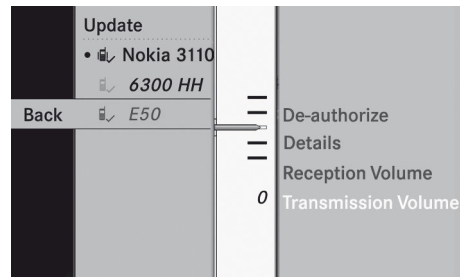 Update
• Nokia 3110
6300 HH
Back E50
De-authorize
Details
Reception Volume
0 Transmission Volume